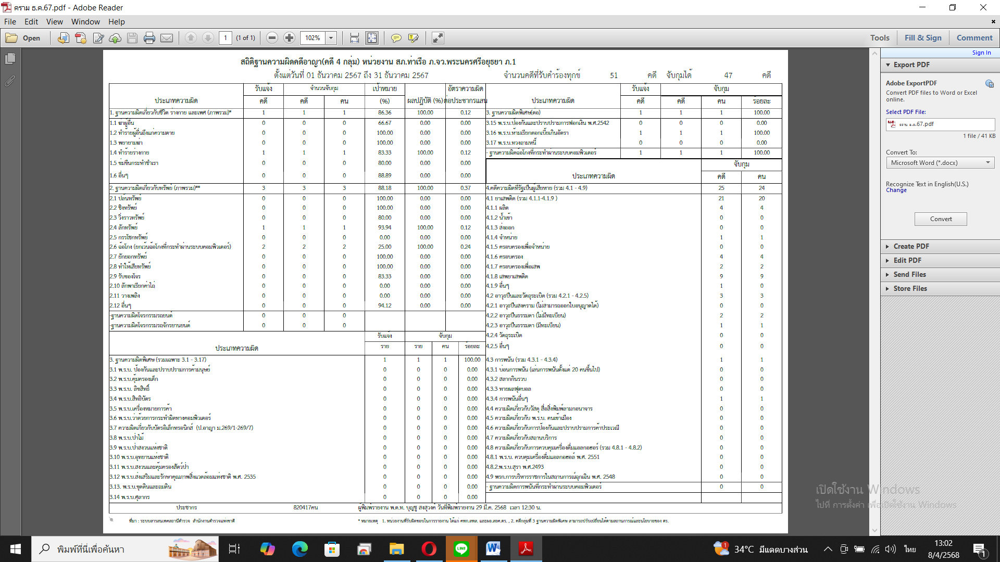 คราม ธ.ค.67.pdf - Adobe Reader
File Edit View Window Help
Open 1 (1 of 1) 102% Tools Fill & Sign Comment
Sign In
Export PDF
Adobe ExportPDF
Convert PDF files to Word or Excel online.
Select PDF File:
คราม ธ.ค.67.pdf
1 file / 41 KB
Convert To:
Microsoft Word (*.docx)
Recognize Text in English(U.S.)
Change
Convert
Create PDF
Edit PDF
Send Files
Store Files
สถิติฐานความผิดคดีอาญา(คดี 4 กลุ่ม) หน่วยงาน สภ.ท่าเรือ ภ.จว.พระนครศรีอยุธยา ภ.1
ตั้งแต่วันที่ 01 ธันวาคม 2567 ถึง 31 ธันวาคม 2567 จำนวนคดีที่รับคำร้องทุกข์ 51 คดี จับกุมได้ 47 คดี
ประเภทความผิด รับแจ้ง จำนวนจับกุม เป้าหมาย ผลปฏิบัติ (%) อัตราความผิด
คดี คดี คน (%) ต่อประชากรแสน
1. ฐานความผิดเกี่ยวกับชีวิต ร่างกาย และเพศ (ภาพรวม)* 1 1 1 86.36 100.00 0.12
1.1 ฆ่าผู้อื่น 0 0 0 66.67 0.00 0.00
1.2 ทำร้ายผู้อื่นถึงแก่ความตาย 0 0 0 100.00 0.00 0.00
1.3 พยายามฆ่า 0 0 0 100.00 0.00 0.00
1.4 ทำร้ายร่างกาย 1 1 1 83.33 100.00 0.12
1.5 ข่มขืนกระทำชำเรา 0 0 0 80.00 0.00 0.00
1.6 อื่นๆ 0 0 0 88.89 0.00 0.00
2. ฐานความผิดเกี่ยวกับทรัพย์ (ภาพรวม)** 3 3 3 88.18 100.00 0.37
2.1 ปล้นทรัพย์ 0 0 0 100.00 0.00 0.00
2.2 ชิงทรัพย์ 0 0 0 100.00 0.00 0.00
2.3 วิ่งราวทรัพย์ 0 0 0 80.00 0.00 0.00
2.4 ลักทรัพย์ 1 1 1 93.94 100.00 0.12
2.5 กรรโชกทรัพย์ 0 0 0 0.00 0.00 0.00
2.6 ฉ้อโกง (ยกเว้นฉ้อโกงที่กระทำผ่านระบบคอมพิวเตอร์) 2 2 2 25.00 100.00 0.24
2.7 ยักยอกทรัพย์ 0 0 0 100.00 0.00 0.00
2.8 ทำให้เสียทรัพย์ 0 0 0 100.00 0.00 0.00
2.9 รับของโจร 0 0 0 83.33 0.00 0.00
2.10 ลักพาเรียกค่าไถ่ 0 0 0 0.00 0.00 0.00
2.11 วางเพลิง 0 0 0 0.00 0.00 0.00
2.12 อื่นๆ 0 0 0 94.12 0.00 0.00
-ฐานความผิดโจรกรรมรถยนต์ 0 0 0
-ฐานความผิดโจรกรรมรถจักรยานยนต์ 0 0 0
ประเภทความผิด รับแจ้ง จับกุม
ราย ราย คน ร้อยละ
3. ฐานความผิดพิเศษ (รวมเฉพาะ 3.1 - 3.17) 1 1 1 100.00
3.1 พ.ร.บ. ป้องกันและปราบปรามการค้ามนุษย์ 0 0 0 0.00
3.2 พ.ร.บ.คุ้มครองเด็ก 0 0 0 0.00
3.3 พ.ร.บ. ลิขสิทธิ์ 0 0 0 0.00
3.4 พ.ร.บ.สิทธิบัตร 0 0 0 0.00
3.5 พ.ร.บ.เครื่องหมายการค้า 0 0 0 0.00
3.6 พ.ร.บ.ว่าด้วยการกระทำผิดทางคอมพิวเตอร์ 0 0 0 0.00
3.7 ความผิดเกี่ยวกับบัตรอิเล็กทรอนิกส์ (ป.อาญา ม.269/1-269/7) 0 0 0 0.00
3.8 พ.ร.บ.ป่าไม้ 0 0 0 0.00
3.9 พ.ร.บ.ป่าสงวนแห่งชาติ 0 0 0 0.00
3.10 พ.ร.บ.อุทยานแห่งชาติ 0 0 0 0.00
3.11 พ.ร.บ.สงวนและคุ้มครองสัตว์ป่า 0 0 0 0.00
3.12 พ.ร.บ.ส่งเสริมและรักษาคุณภาพสิ่งแวดล้อมแห่งชาติ พ.ศ. 2535 0 0 0 0.00
3.13. พ.ร.บ.ขุดดินและถมดิน 0 0 0 0.00
3.14 พ.ร.บ.ศุลากร 0 0 0 0.00
ประเภทความผิด รับแจ้ง จับกุม
คดี คดี คน ร้อยละ
3. ฐานความผิดพิเศษ(ต่อ) 1 1 1 100.00
3.15 พ.ร.บ.ป้องกันและปราบปรามการฟอกเงิน พ.ศ.2542 0 0 0 0.00
3.16 พ.ร.บ.ห้ามเรียกดอกเบี้ยเกินอัตรา 1 1 1 100.00
3.17 พ.ร.บ.ทวงถามหนี้ 0 0 0 0.00
- ฐานความผิดฉ้อโกงที่กระทำผ่านระบบคอมพิวเตอร์ 1 1 1 100.00
ประเภทความผิด จับกุม
คดี คน
4.คดีความผิดที่รัฐเป็นผู้เสียหาย (รวม 4.1 - 4.9) 25 24
4.1 ยาเสพติด (รวม 4.1.1-4.1.9 ) 21 20
4.1.1 ผลิต 4 4
4.1.2 น้ำเข้า 0 0
4.1.3 ส่งออก 0 0
4.1.4 จำหน่าย 1 1
4.1.5 ครอบครองเพื่อจำหน่าย 0 0
4.1.6 ครอบครอง 4 4
4.1.7 ครอบครองเพื่อเสพ 2 2
4.1.8 เสพยาเสพติด 9 9
4.1.9 อื่นๆ 1 0
4.2 อาวุธปืนและวัตถุระเบิด (รวม 4.2.1 - 4.2.5) 3 3
4.2.1 อาวุธปืนสงคราม (ไม่สามารถออกใบอนุญาตได้) 0 0
4.2.2 อาวุธปืนธรรมดา (ไม่มีทะเบียน) 2 2
4.2.3 อาวุธปืนธรรมดา (มีทะเบียน) 1 1
4.2.4 วัตถุระเบิด 0 0
4.2.5 อื่นๆ 0 0
4.3 การพนัน (รวม 4.3.1 - 4.3.4) 1 1
4.3.1 บ่อนการพนัน (เล่นการพนันตั้งแต่ 20 คนขึ้นไป) 0 0
4.3.2 สลากกินรวบ 0 0
4.3.3 ทายผลฟุตบอล 0 0
4.3.4 การพนันอื่นๆ 1 1
4.4 ความผิดเกี่ยวกับวัสดุ สื่อสิ่งพิมพ์ลามกอนาจาร 0 0
4.5 ความผิดเกี่ยวกับ พ.ร.บ. คนเข้าเมือง 0 0
4.6 ความผิดเกี่ยวกับการป้องกันและปราบปรามการค้าประเวณี 0 0
4.7 ความผิดเกี่ยวกับสถานบริการ 0 0
4.8 ความผิดเกี่ยวกับการควบคุมเครื่องดื่มแอลกอฮอร์ (รวม 4.8.1 - 4.8.2) 0 0
4.8.1 พ.ร.บ. ควบคุมเครื่องดื่มแอลกอฮอล์ พ.ศ. 2551 0 0
4.8.2.พ.ร.บ.สุรา พ.ศ.2493 0 0
4.9 พรก.การบริหารราชการในสถานการณ์ฉุกเฉิน พ.ศ. 2548 0 0
- ฐานความผิดการพนันที่กระทำผ่านระบบคอมพิวเตอร์ 0 0
ประชากร 820417คน ผู้พิมพ์รายงาน พ.ต.ท. บุญชู สงสุวงค์ วันที่พิมพ์รายงาน 29 มี.ค. 2568 เวลา 12:30 น.
ที่มา : ระบบสารสนเทศสถานีตำรวจ สำนักงานตำรวจแห่งชาติ * หมายเหตุ 1. หน่วยงานที่รับผิดชอบในการรายงาน ได้แก่ ศทก.สทส. และผอ.สยศ.ตร. , 2. คดีกลุ่มที่ 3 ฐานความผิดพิเศษ สามารถปรับเปลี่ยนได้ตามสถานการณ์และนโยบายของ ตร.
เปิดใช้งาน Windows
ไปที่ การตั้งค่า เพื่อเปิดใช้งาน Windows
พิมพ์ที่นี่เพื่อค้นหา
LINE
34°C มีแดดบางส่วน
ไทย
13:02
8/4/2568